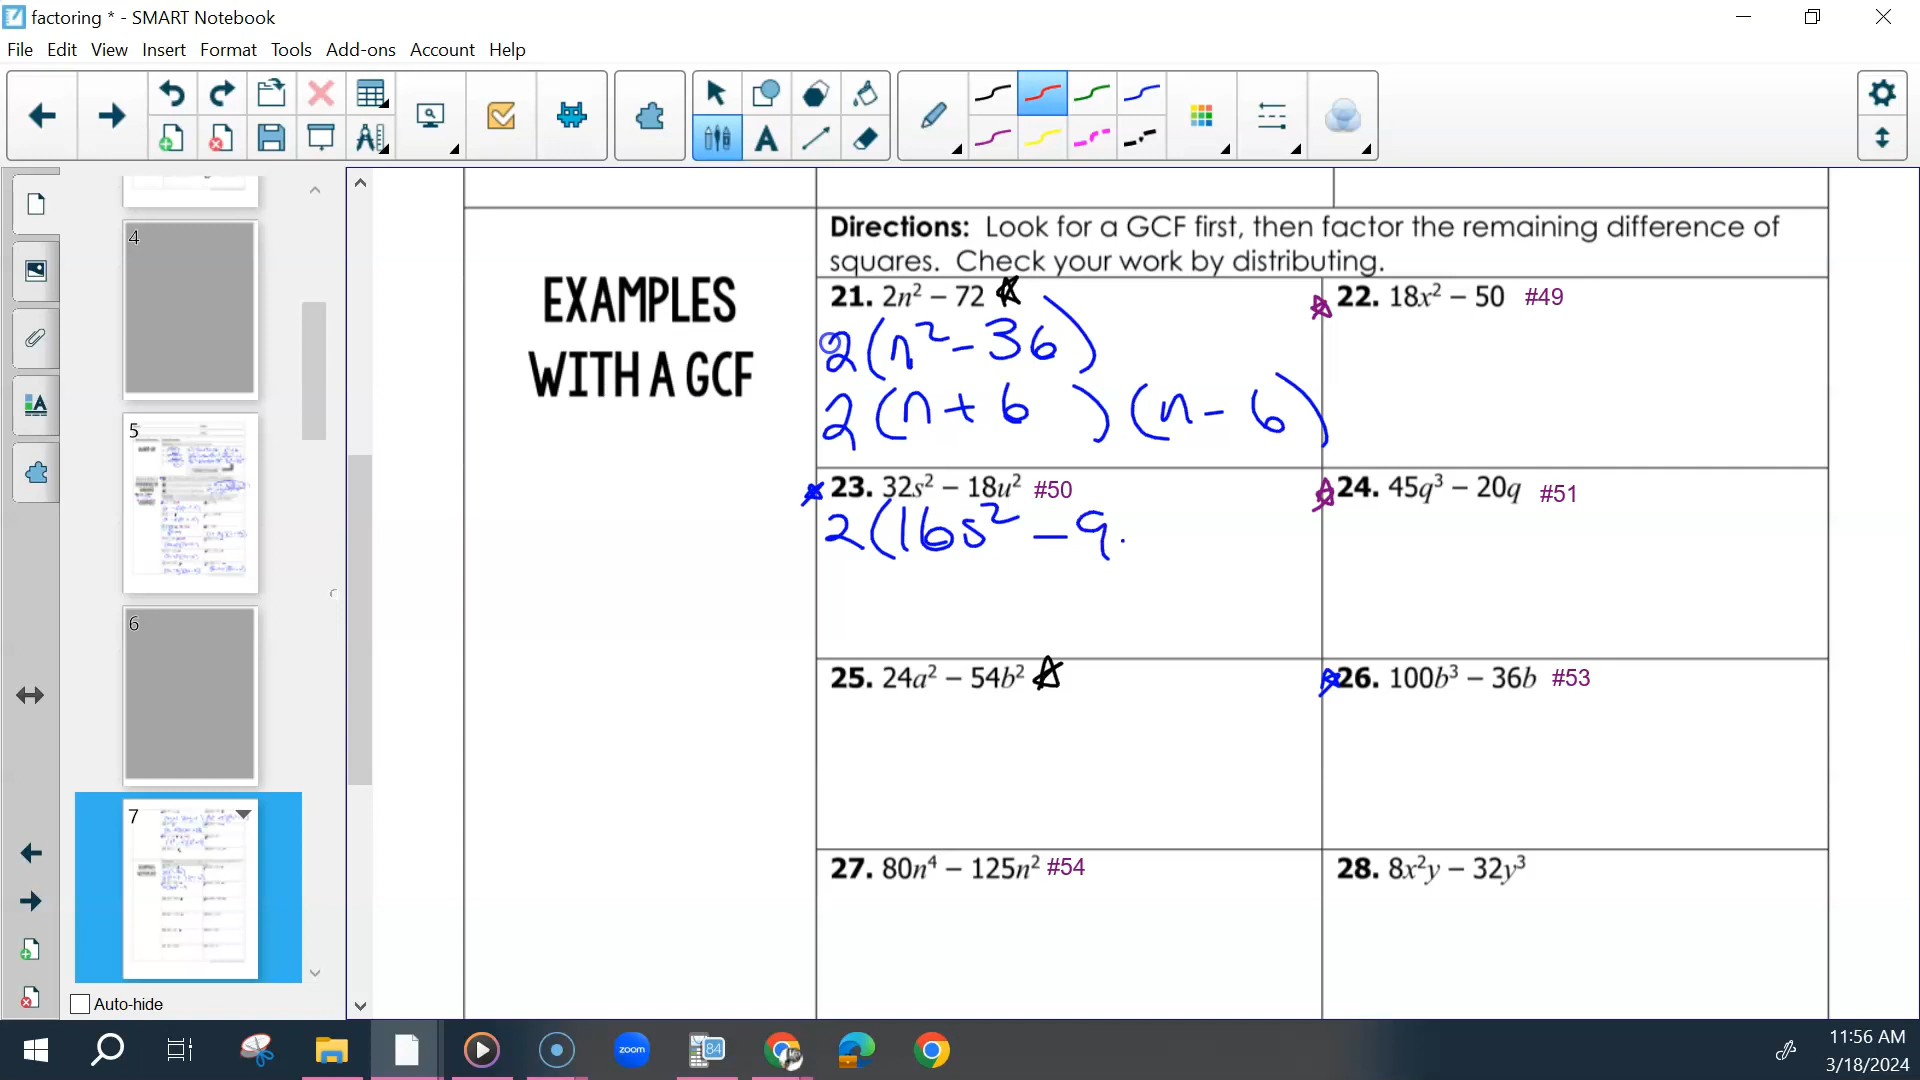 factoring * - SMART Notebook
File Edit View Insert Format Tools Add-ons Account Help
4
5
6
7
Auto-hide
EXAMPLES
WITH A GCF
Directions: Look for a GCF first, then factor the remaining difference of
squares. Check your work by distributing.
21. 2n² – 72
2(n² - 36)
2(n + 6)(n - 6)
22. 18x² – 50 #49
23. 32s² – 18u² #50
2(16s² - 9.
24. 45q³ – 20q #51
25. 24a² – 54b²
26. 100b³ – 36b #53
27. 80n⁴ – 125n² #54
28. 8x²y – 32y³
zoom
84
11:56 AM
3/18/2024